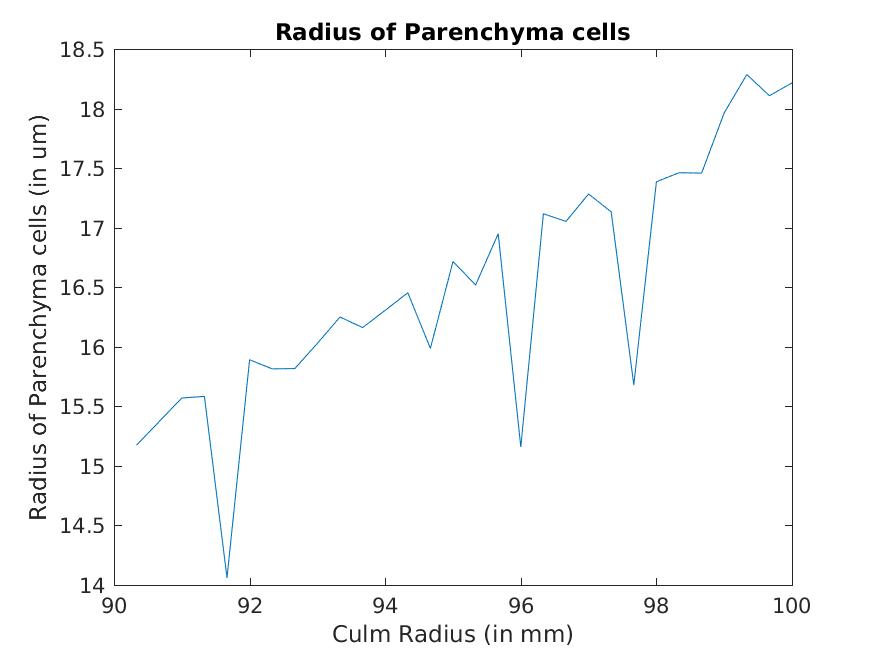 Radius of Parenchyma cells
Radius of Parenchyma cells (in um)
18.5
18
17.5
17
16.5
16
15.5
15
14.5
14
90 92 94 96 98 100
Culm Radius (in mm)